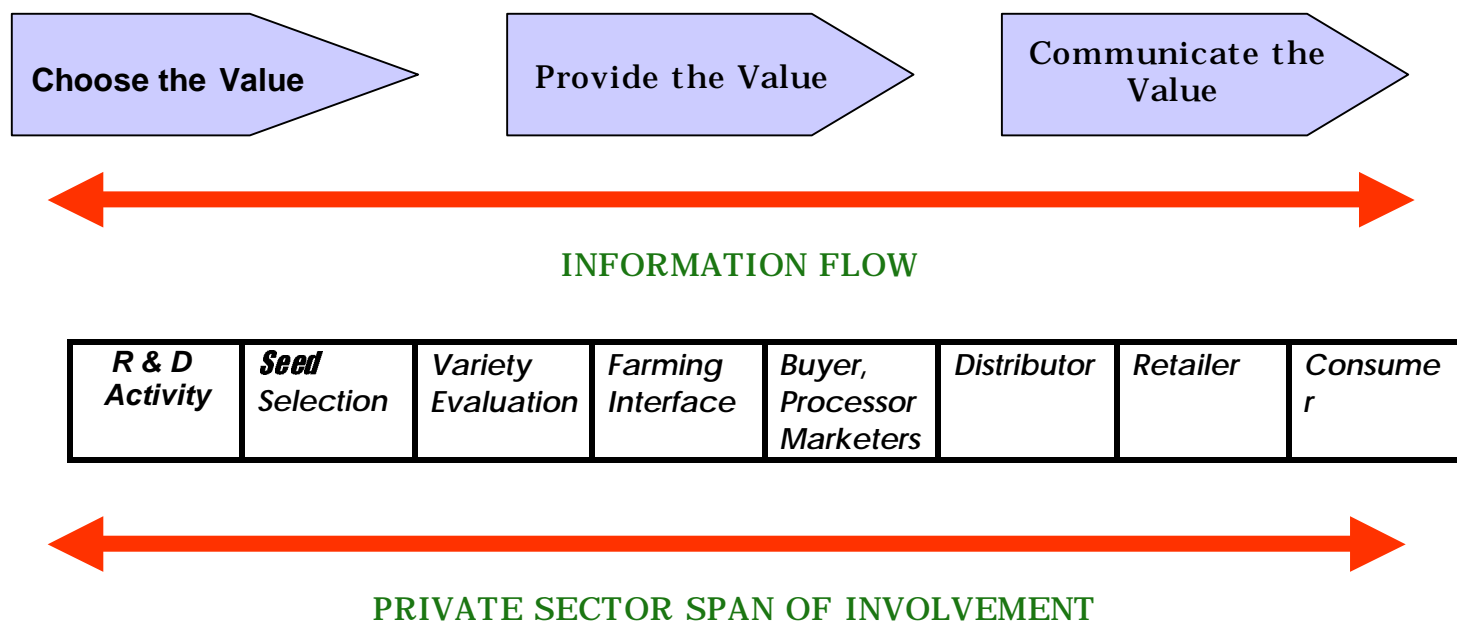 Choose the Value
Provide the Value
Communicate the
Value
INFORMATION FLOW
R & D
Activity
Seed
Selection
Variety
Evaluation
Farming
Interface
Buyer,
Processor
Marketers
Distributor
Retailer
Consume
r
PRIVATE SECTOR SPAN OF INVOLVEMENT